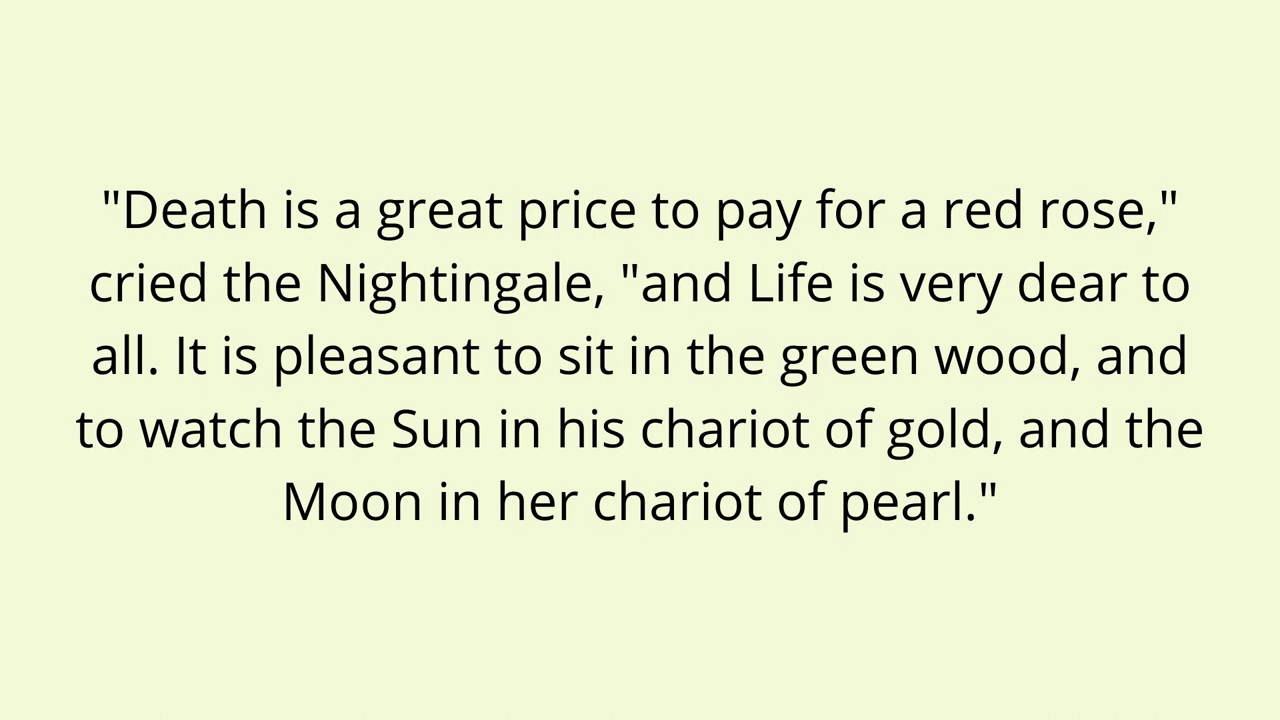 "Death is a great price to pay for a red rose,"
cried the Nightingale, "and Life is very dear to
all. It is pleasant to sit in the green wood, and
to watch the Sun in his chariot of gold, and the
Moon in her chariot of pearl."